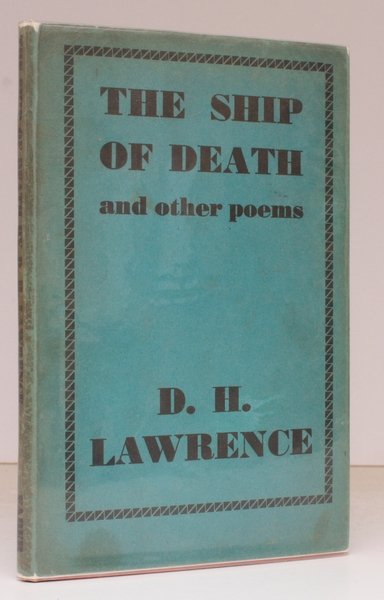 THE SHIP
OF DEATH
and other poems
D. H.
LAWRENCE